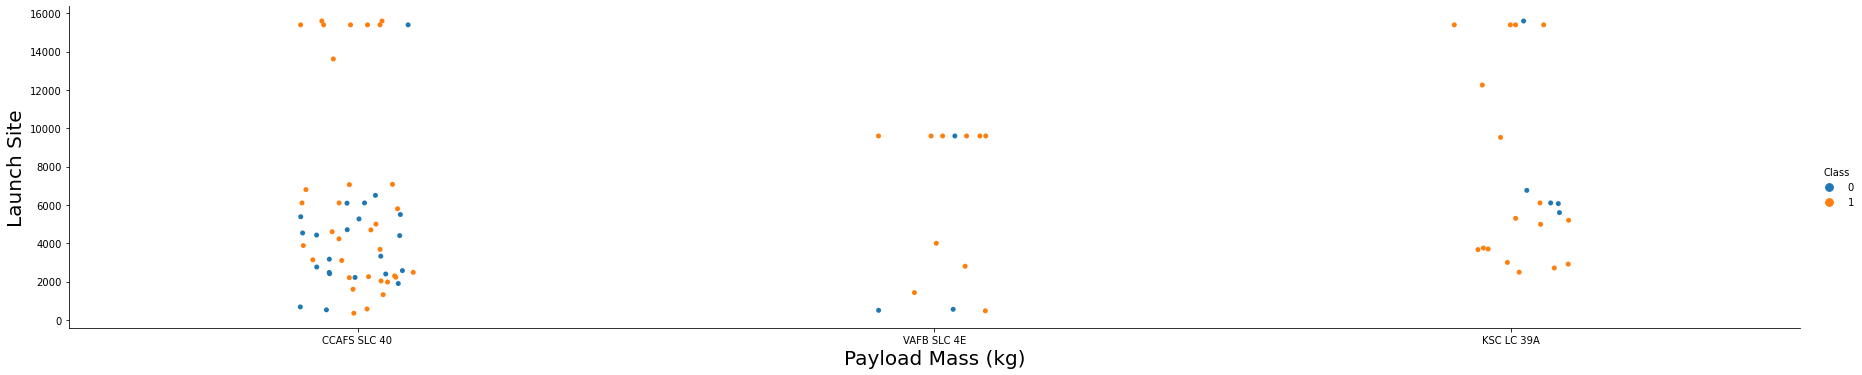 16000
14000
12000
10000
8000
6000
4000
2000
0
Launch Site
CCAFS SLC 40
VAFB SLC 4E
KSC LC 39A
Payload Mass (kg)
Class
0
1